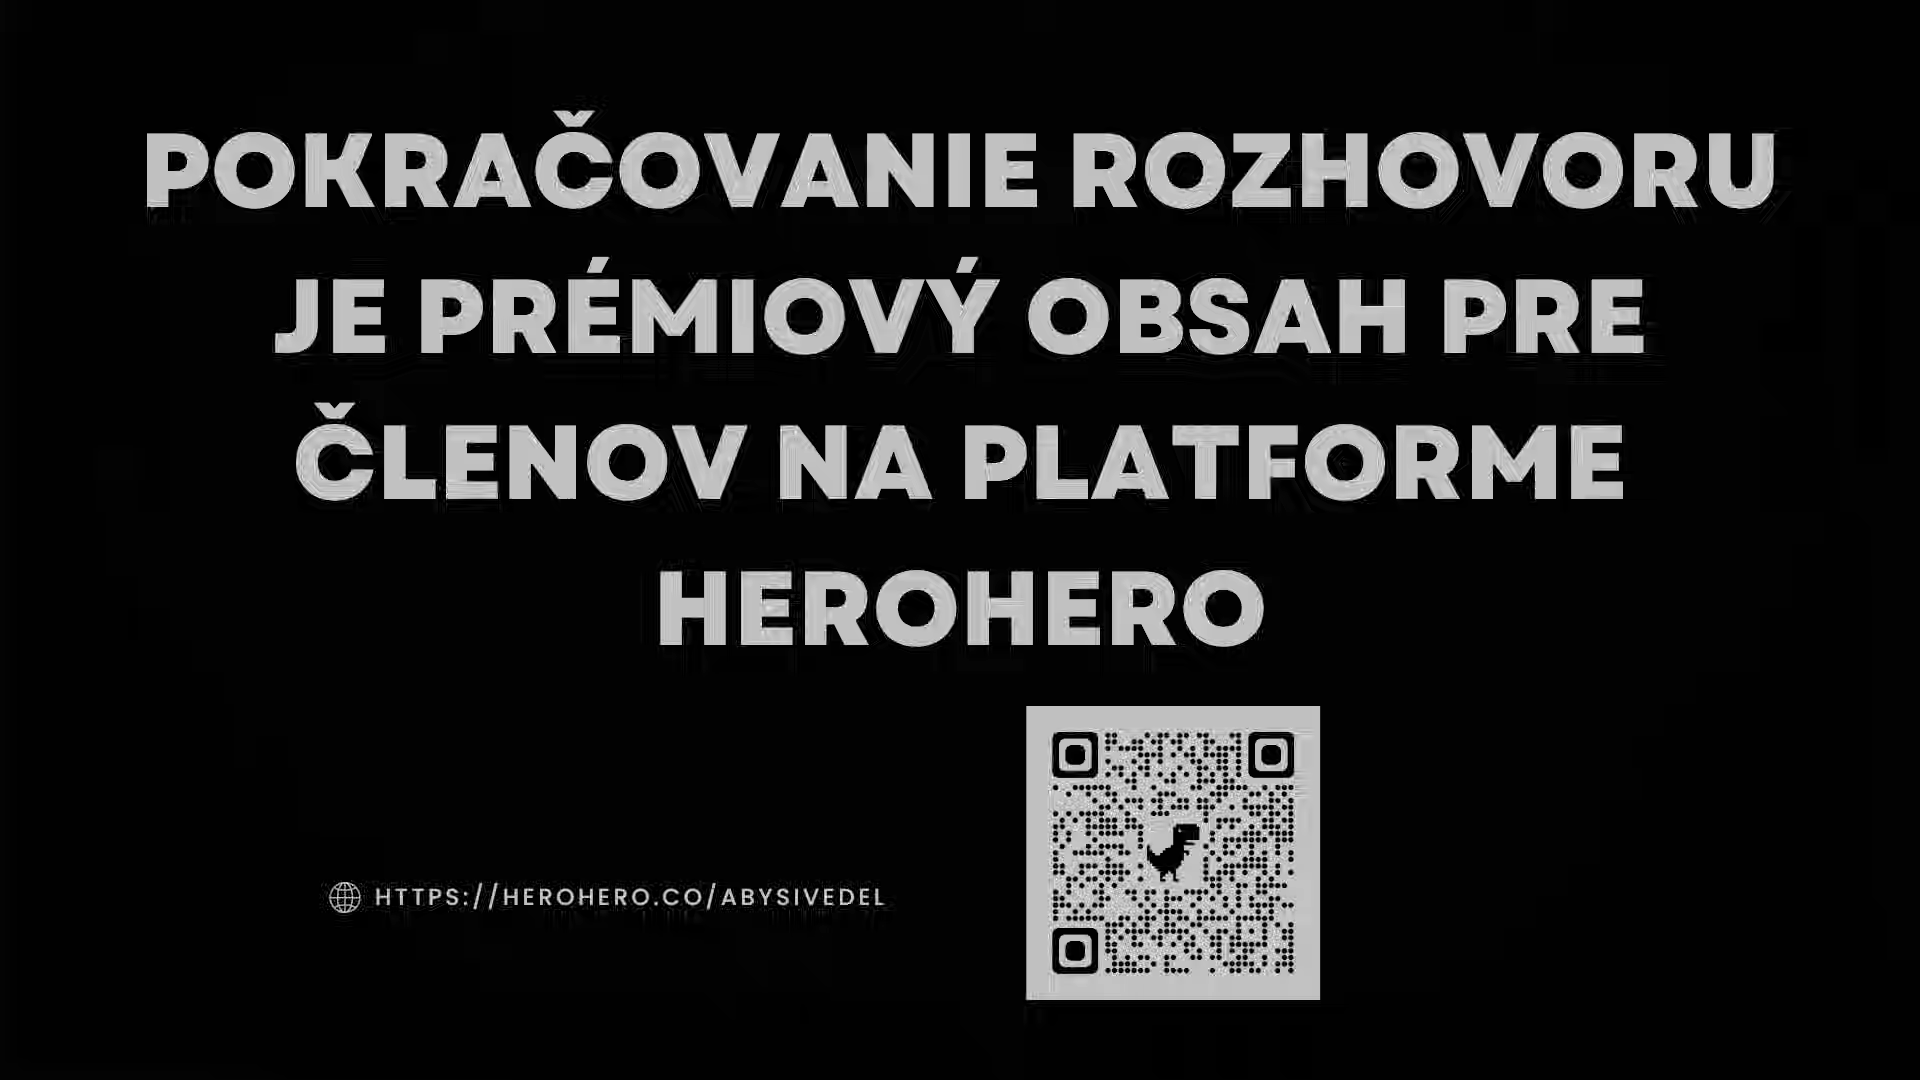 POKRAČOVANIE ROZHOVORU
JE PRÉMIOVÝ OBSAH PRE
ČLENOV NA PLATFORME
HEROHERO
HTTPS://HEROHERO.CO/ABYSIVEDEL